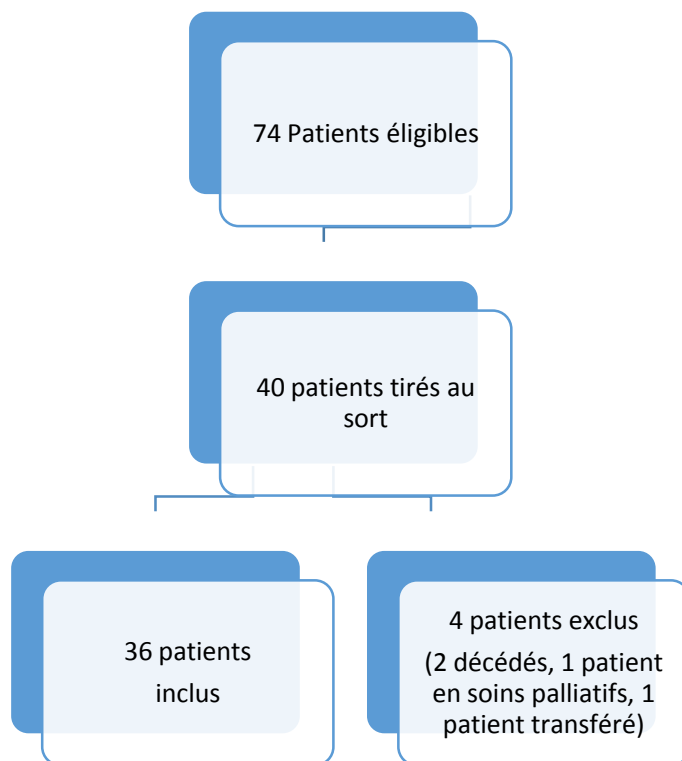 74 Patients éligibles
40 patients tirés au
sort
36 patients
inclus
4 patients exclus
(2 décédés, 1 patient
en soins palliatifs, 1
patient transféré)